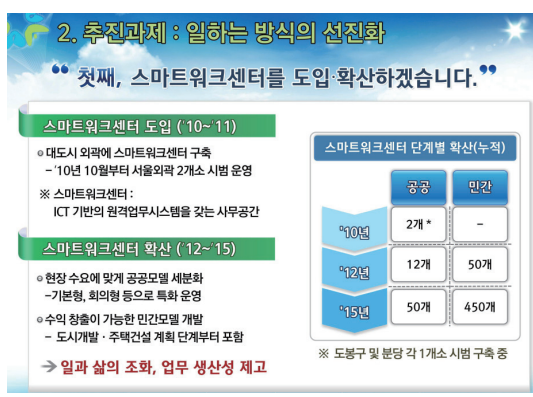 2. 추진과제 : 일하는 방식의 선진화
“ 첫째, 스마트워크센터를 도입·확산하겠습니다.”
스마트워크센터 도입 ('10~'11)
대도시 외곽에 스마트워크센터 구축
- '10년 10월부터 서울외곽 2개소 시범 운영
※ 스마트워크센터 :
ICT 기반의 원격업무시스템을 갖는 사무공간
스마트워크센터 확산 ('12~'15)
현장 수요에 맞게 공공모델 세분화
-기본형, 회의형 등으로 특화 운영
수익 창출이 가능한 민간모델 개발
- 도시개발·주택건설 계획 단계부터 포함
→ 일과 삶의 조화, 업무 생산성 제고
스마트워크센터 단계별 확산(누적)
공공 민간
'10년 2개 * -
'12년 12개 50개
'15년 50개 450개
※ 도봉구 및 분당 각 1개소 시범 구축 중